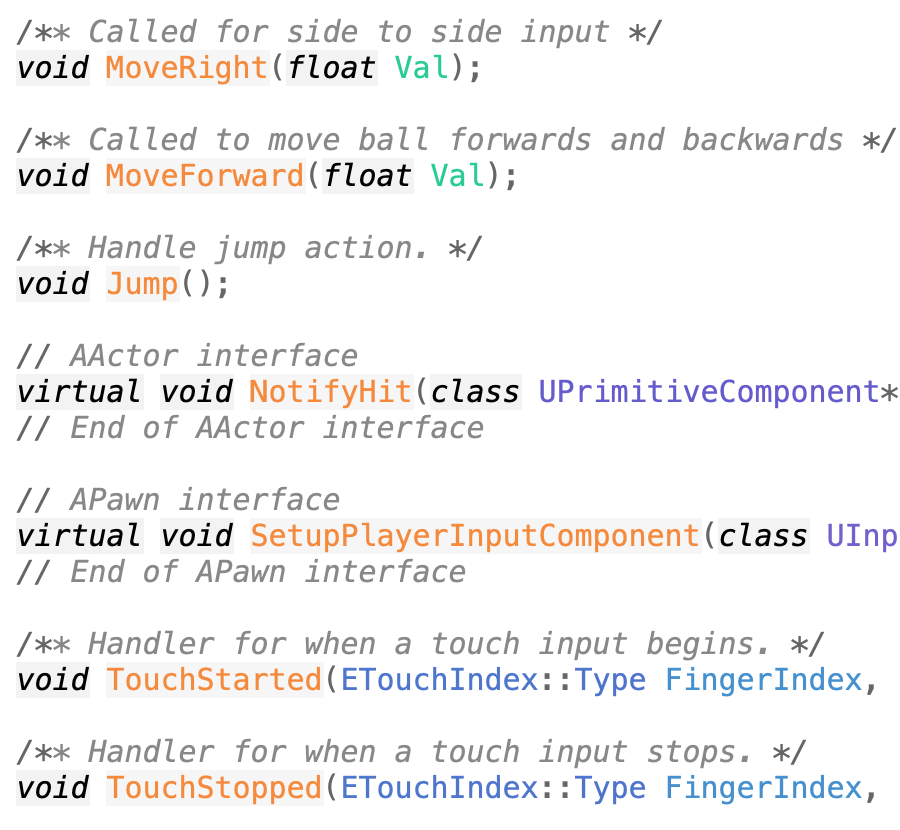 /** Called for side to side input */
void MoveRight(float Val);
/** Called to move ball forwards and backwards */
void MoveForward(float Val);
/** Handle jump action. */
void Jump();
// AActor interface
virtual void NotifyHit(class UPrimitiveComponent*
// End of AActor interface
// APawn interface
virtual void SetupPlayerInputComponent(class UInp
// End of APawn interface
/** Handler for when a touch input begins. */
void TouchStarted(ETouchIndex::Type FingerIndex,
/** Handler for when a touch input stops. */
void TouchStopped(ETouchIndex::Type FingerIndex,